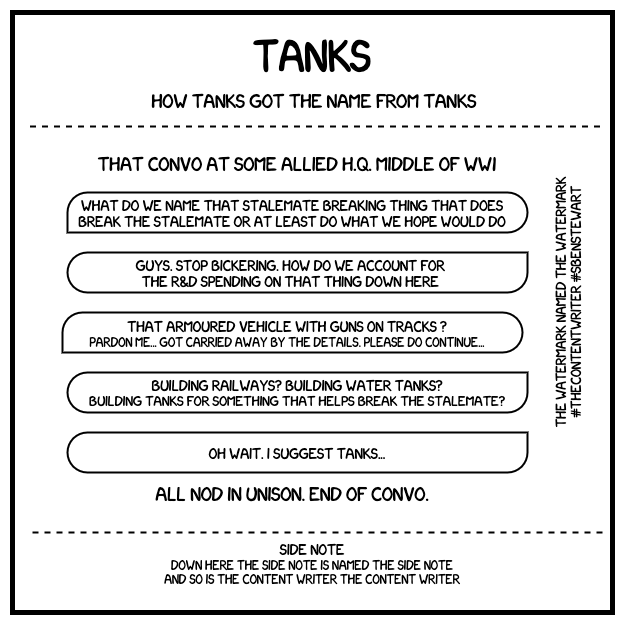 TANKS
HOW TANKS GOT THE NAME FROM TANKS
THAT CONVO AT SOME ALLIED H.Q. MIDDLE OF WWI
WHAT DO WE NAME THAT STALEMATE BREAKING THING THAT DOES
BREAK THE STALEMATE OR AT LEAST DO WHAT WE HOPE WOULD DO
GUYS. STOP BICKERING. HOW DO WE ACCOUNT FOR
THE R&D SPENDING ON THAT THING DOWN HERE
THAT ARMOURED VEHICLE WITH GUNS ON TRACKS ?
PARDON ME... GOT CARRIED AWAY BY THE DETAILS. PLEASE DO CONTINUE...
BUILDING RAILWAYS? BUILDING WATER TANKS?
BUILDING TANKS FOR SOMETHING THAT HELPS BREAK THE STALEMATE?
OH WAIT. I SUGGEST TANKS...
ALL NOD IN UNISON. END OF CONVO.
THE WATERMARK NAMED THE WATERMARK
#THECONTENTWRITER #SBENSTEWART
SIDE NOTE
DOWN HERE THE SIDE NOTE IS NAMED THE SIDE NOTE
AND SO IS THE CONTENT WRITER THE CONTENT WRITER